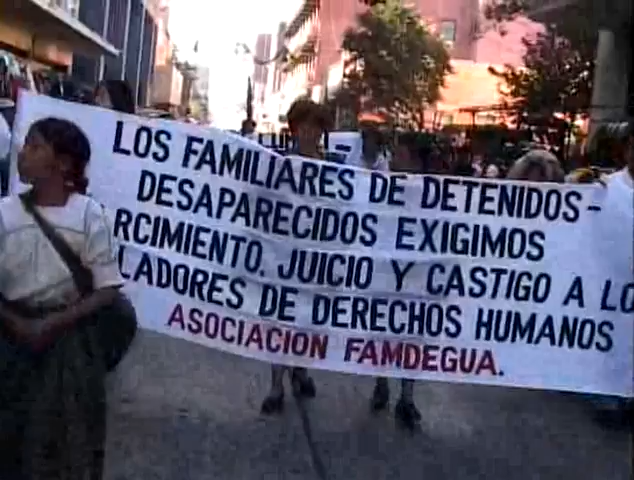 LOS FAMILIARES DE DETENIDOS-
DESAPARECIDOS EXIGIMOS
RCIMIENTO, JUICIO Y CASTIGO A LO
LADORES DE DERECHOS HUMANOS
ASOCIACION FAMDEGUA.